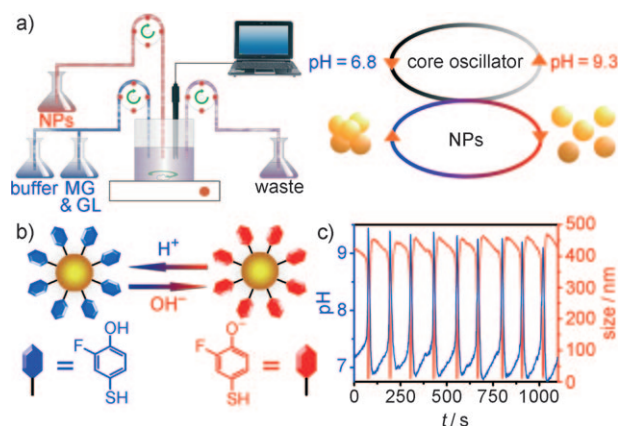 a)
NPs
buffer
MG
& GL
waste
pH = 6.8
core oscillator
pH = 9.3
NPs
b)
H⁺
OH⁻
=
OH
F
SH
O⁻
F
SH
=
c)
pH
9
8
7
0
250
500
750
1000
t / s
500
400
300
200
100
0
size / nm